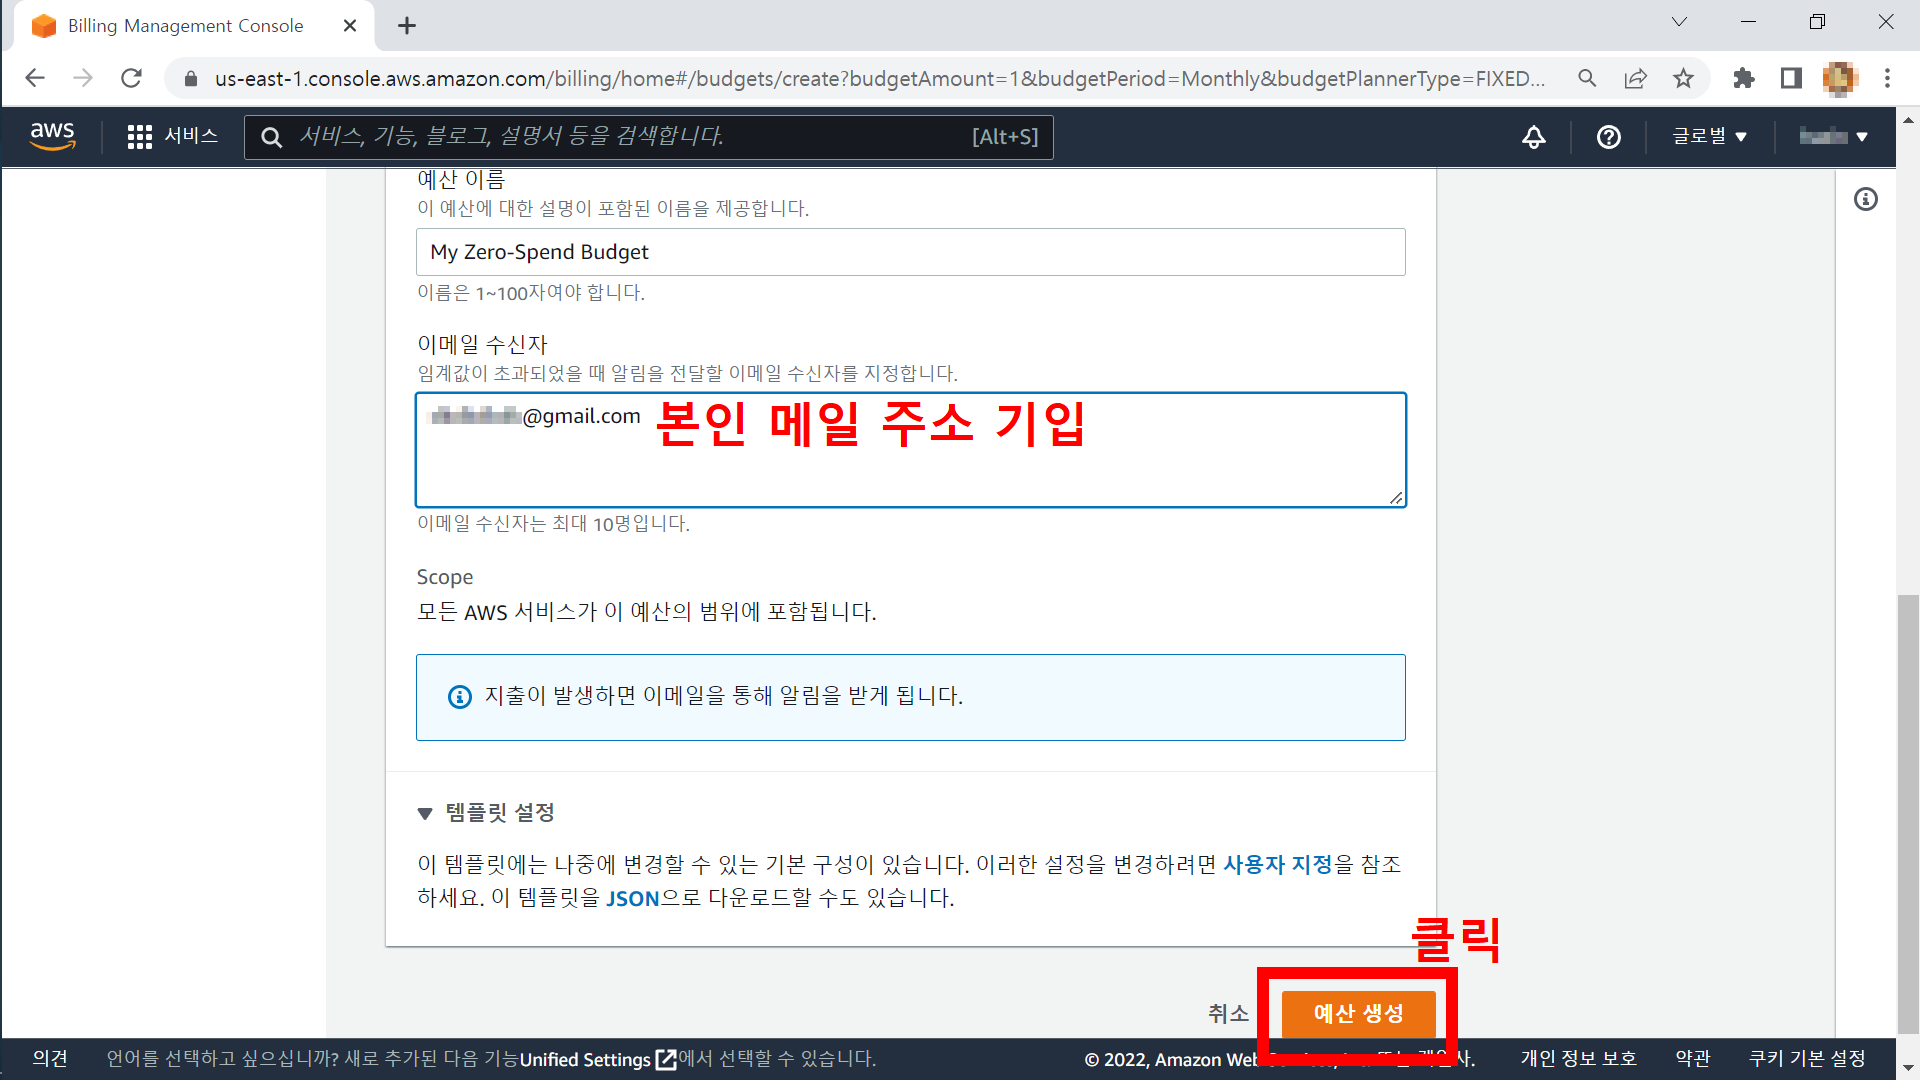 Billing Management Console
us-east-1.console.aws.amazon.com/billing/home#/budgets/create?budgetAmount=1&budgetPeriod=Monthly&budgetPlannerType=FIXED...
aws 서비스 서비스, 기능, 블로그, 설명서 등을 검색합니다. [Alt+S] 글로벌
예산 이름
이 예산에 대한 설명이 포함된 이름을 제공합니다.
My Zero-Spend Budget
이름은 1~100자여야 합니다.
이메일 수신자
임계값이 초과되었을 때 알림을 전달할 이메일 수신자를 지정합니다.
@gmail.com 본인 메일 주소 기입
이메일 수신자는 최대 10명입니다.
Scope
모든 AWS 서비스가 이 예산의 범위에 포함됩니다.
지출이 발생하면 이메일을 통해 알림을 받게 됩니다.
템플릿 설정
이 템플릿에는 나중에 변경할 수 있는 기본 구성이 있습니다. 이러한 설정을 변경하려면 사용자 지정을 참조
하세요. 이 템플릿을 JSON으로 다운로드할 수도 있습니다.
클릭
취소 예산 생성
의견 언어를 선택하고 싶으십니까? 새로 추가된 다음 기능Unified Settings에서 선택할 수 있습니다. © 2022, Amazon Web 개인 정보 보호 약관 쿠키 기본 설정